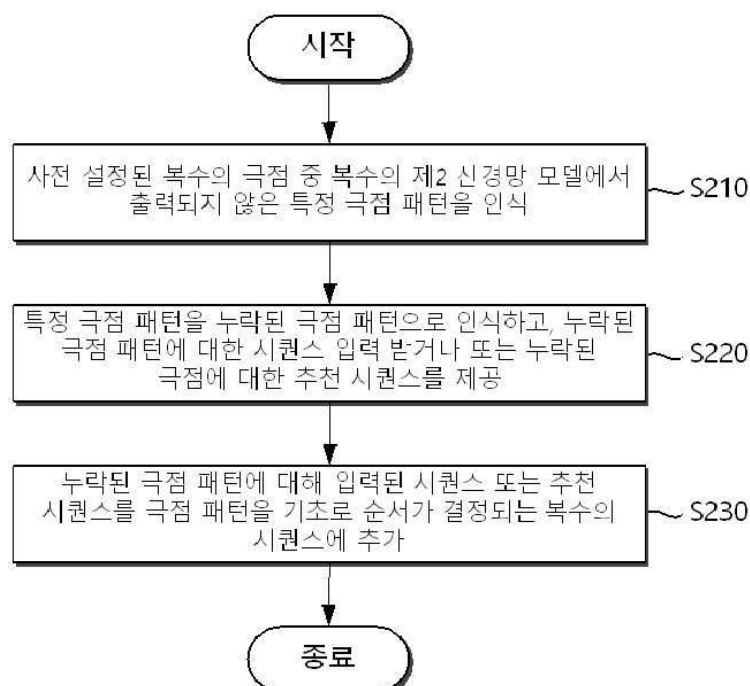 시작
사전 설정된 복수의 극점 중 복수의 제2 신경망 모델에서
출력되지 않은 특정 극점 패턴을 인식
S210
특정 극점 패턴을 누락된 극점 패턴으로 인식하고, 누락된
극점 패턴에 대한 시퀀스 입력 받거나 또는 누락된
극점에 대한 추천 시퀀스를 제공
S220
누락된 극점 패턴에 대해 입력된 시퀀스 또는 추천
시퀀스를 극점 패턴을 기초로 순서가 결정되는 복수의
시퀀스에 추가
S230
종료